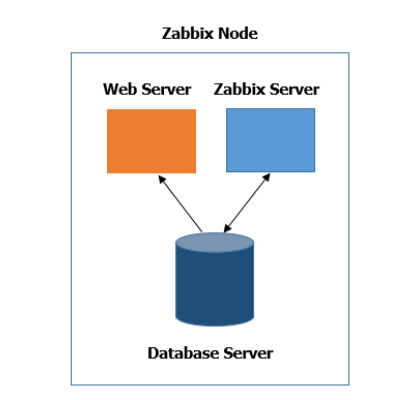 Zabbix Node
Web Server
Zabbix Server
Database Server